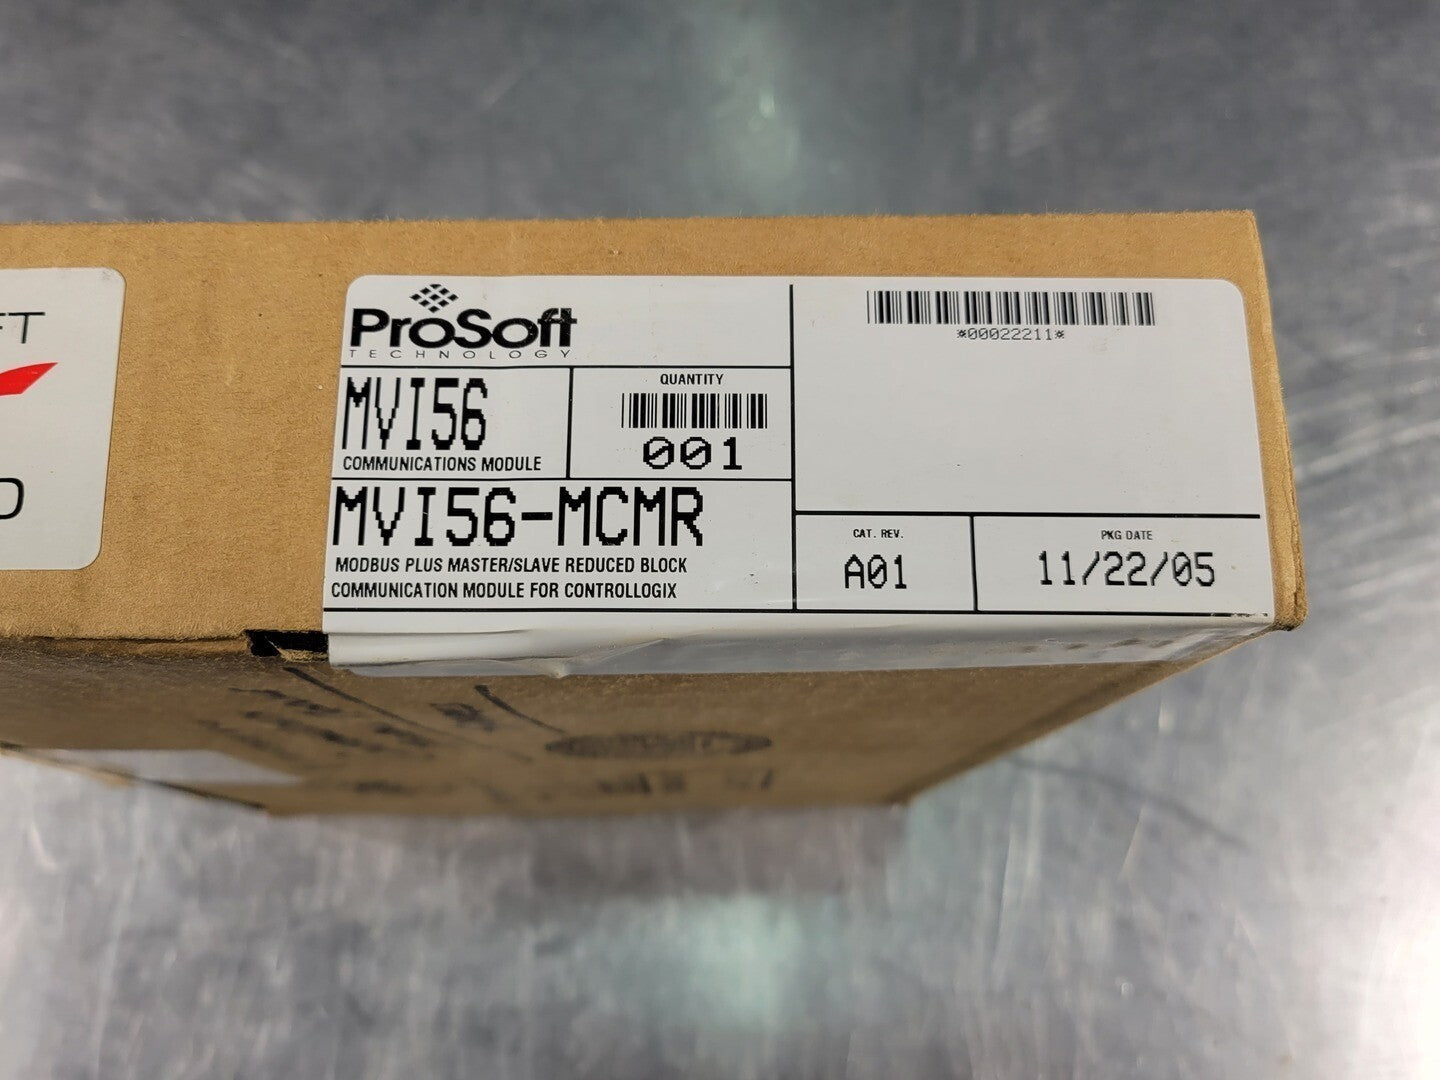 FT
D
ProSoft
TECHNOLOGY
MVI56
COMMUNICATIONS MODULE
QUANTITY
001
MVI56-MCMR
MODBUS PLUS MASTER/SLAVE REDUCED BLOCK
COMMUNICATION MODULE FOR CONTROLLOGIX
*00022211*
CAT. REV.
A01
PKG DATE
11/22/05